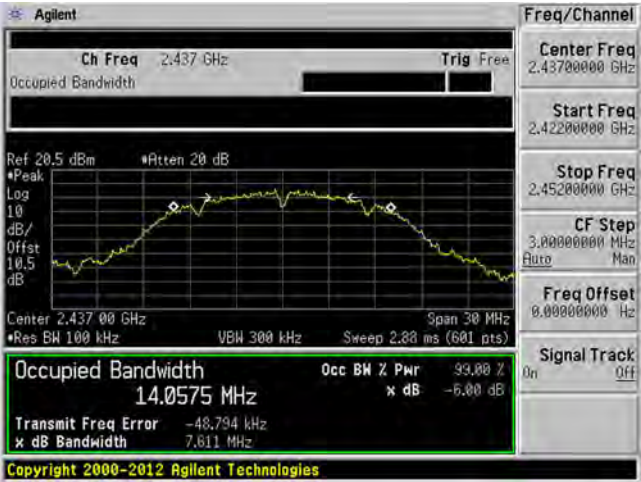 Agilent
Freq/Channel
Ch Freq 2.437 GHz Trig Free
Occupied Bandwidth
Center Freq
2.43700000 GHz
Start Freq
2.42200000 GHz
Stop Freq
2.45200000 GHz
CF Step
3.00000000 MHz
Auto Man
Freq Offset
0.00000000 Hz
Signal Track
On Off
Ref 20.5 dBm #Atten 20 dB
#Peak
Log
10
dB/
Offst
10.5
dB
Center 2.437 00 GHz Span 30 MHz
#Res BW 100 kHz VBW 300 kHz Sweep 2.88 ms (601 pts)
Occupied Bandwidth Occ BW % Pwr 99.00 %
14.0575 MHz x dB -6.00 dB
Transmit Freq Error -48.794 kHz
x dB Bandwidth 7.611 MHz
Copyright 2000-2012 Agilent Technologies